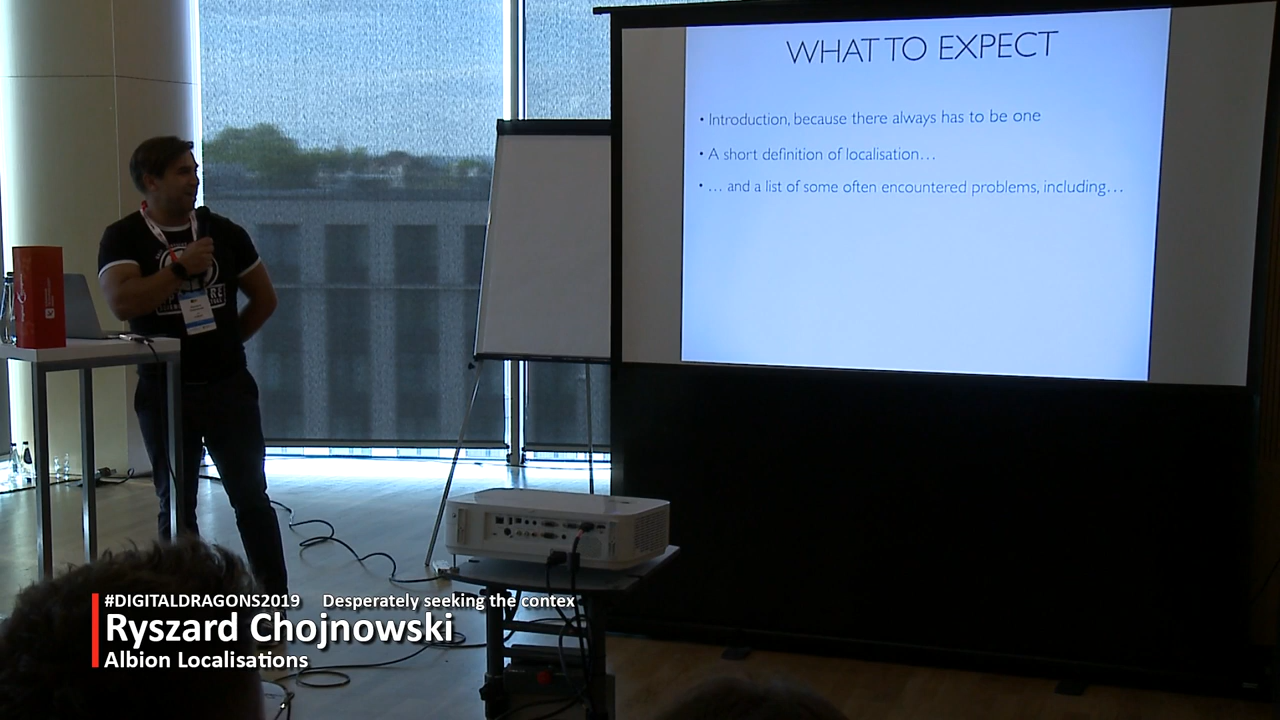 WHAT TO EXPECT
• Introduction, because there always has to be one
• A short definition of localisation...
• ... and a list of some often encountered problems, including...
#DIGITALDRAGONS2019 Desperately seeking the contex
Ryszard Chojnowski
Albion Localisations